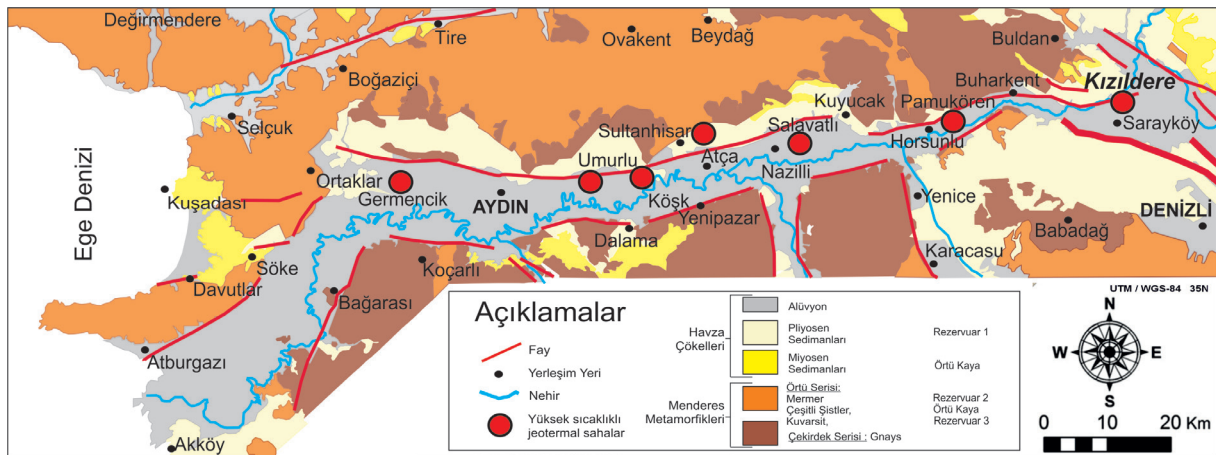 Değirmendere
Tire
Ovakent
Beydağ
Buldan
Boğaziçi
Buharkent
Kızıldere
Selçuk
Kuyucak
Pamukören
Sultanhisar
Salavatlı
Sarayköy
Ege Denizi
Umurlu
Atça
Horsunlu
Ortaklar
Nazilli
Kuşadası
Germencik
AYDIN
Köşk
Yenice
Yenipazar
DENİZLİ
Dalama
Babadağ
Söke
Koçarlı
Karacasu
Davutlar
Bağarası
Atburgazı
Akköy
UTM / WGS-84 35N
Açıklamalar
Fay
Yerleşim Yeri
Nehir
Yüksek sıcaklıklı
jeotermal sahalar
Havza
Çökelleri
Alüvyon
Pliyosen
Sedimanları
Rezervuar 1
Miyosen
Sedimanları
Örtü Kaya
Menderes
Metamorfikleri
Örtü Serisi:
Mermer
Çeşitli Şistler,
Kuvarsit,
Rezervuar 2
Örtü Kaya
Rezervuar 3
Çekirdek Serisi : Gnays
N
W
E
S
0 10 20 Km